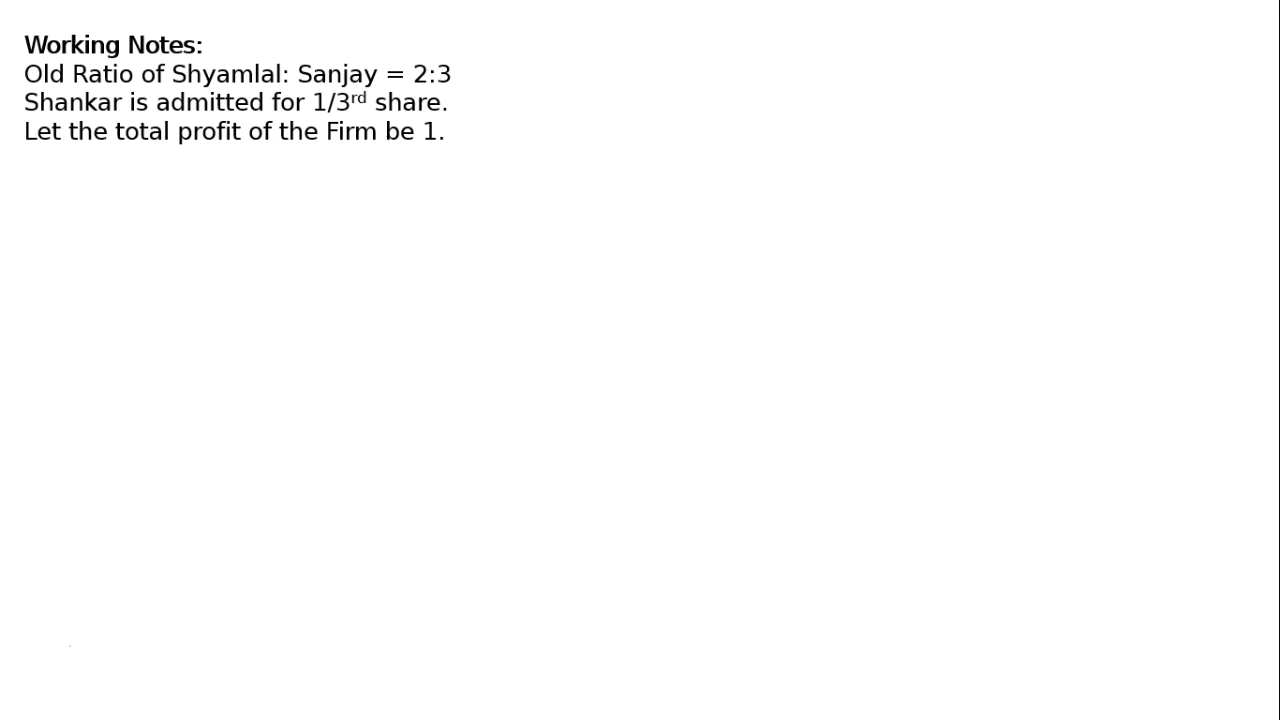 Working Notes:
Old Ratio of Shyamlal: Sanjay = 2:3
Shankar is admitted for 1/3ʳᵈ share.
Let the total profit of the Firm be 1.